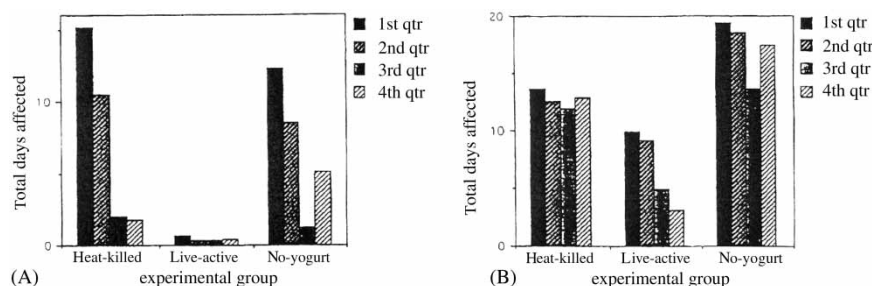 Total days affected
10
0
Heat-killed
Live-active
No-yogurt
experimental group
1st qtr
2nd qtr
3rd qtr
4th qtr
(A)
Total days affected
20
10
0
Heat-killed
Live-active
No-yogurt
experimental group
1st qtr
2nd qtr
3rd qtr
4th qtr
(B)